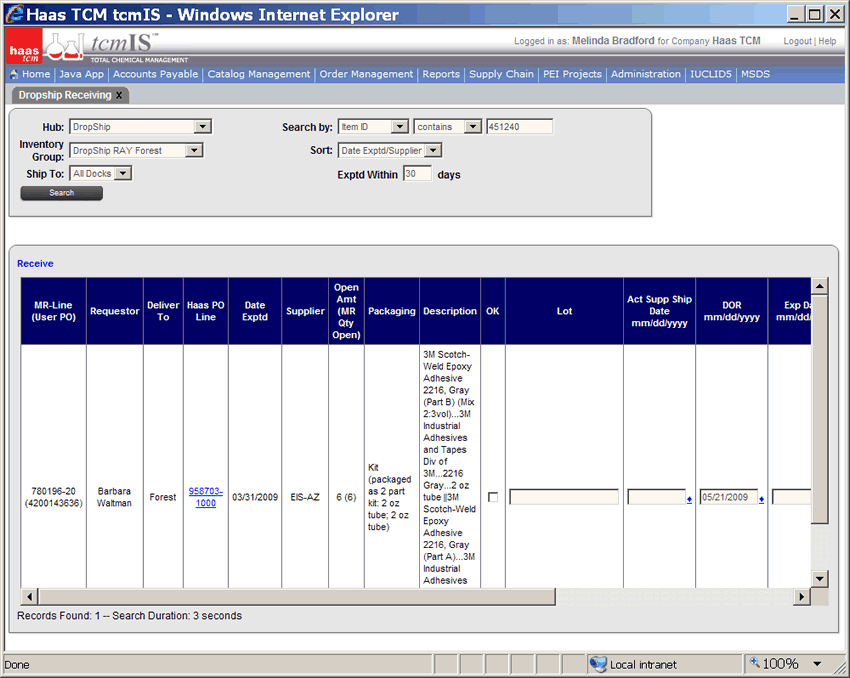 Haas TCM tcmIS - Windows Internet Explorer
haas tcm
tcmIS™
TOTAL CHEMICAL MANAGEMENT
Logged in as: Melinda Bradford for Company Haas TCM
Logout | Help
Home | Java App | Accounts Payable | Catalog Management | Order Management | Reports | Supply Chain | PEI Projects | Administration | IUCLID5 | MSDS
Dropship Receiving x
Hub: DropShip
Search by: Item ID contains 451240
Inventory Group: DropShip RAY Forest
Sort: Date Exptd/Supplier
Ship To: All Docks
Exptd Within 30 days
Search
Receive
MR-Line
(User PO)
Requestor
Deliver
To
Haas PO
Line
Date
Exptd
Supplier
Open
Amt
(MR
Qty
Open)
Packaging
Description
OK
Lot
Act Supp Ship
Date
mm/dd/yyyy
DOR
mm/dd/yyyy
Exp Da
mm/dd/
780196-20
(4200143636)
Barbara
Waltman
Forest
958703-
1000
03/31/2009
EIS-AZ
6 (6)
Kit
(packaged
as 2 part
kit: 2 oz
tube; 2 oz
tube)
3M Scotch-
Weld Epoxy
Adhesive
2216, Gray
(Part B) (Mix
2:3vol)...3M
Industrial
Adhesives
and Tapes
Div of
3M...2216
Gray...2 oz
tube ||3M
Scotch-Weld
Epoxy
Adhesive
2216, Gray
(Part A)...3M
Industrial
Adhesives
05/21/2009
Records Found: 1 -- Search Duration: 3 seconds
Done
Local intranet
100%